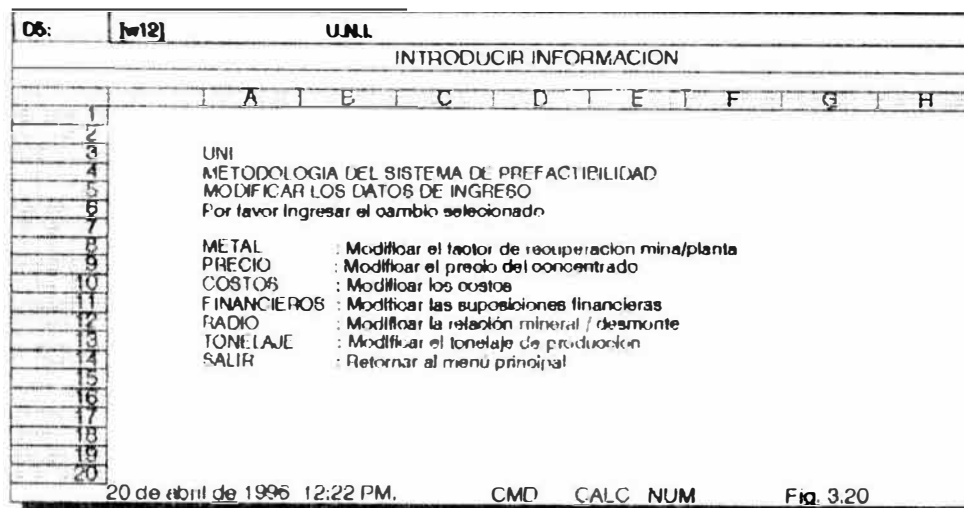 D5: [w12] U.N.I.
INTRODUCIR INFORMACION
A B C D E F G H
1
2
3 UNI
4 METODOLOGIA DEL SISTEMA DE PREFACTIBILIDAD
5 MODIFICAR LOS DATOS DE INGRESO
6 Por favor Ingresar el cambio selecionado
7
8 METAL : Modificar el factor de recuperacion mina/planta
9 PRECIO : Modificar el precio del concentrado
10 COSTOS : Modificar los costos
11 FINANCIEROS : Modificar las suposiciones financieras
12 RADIO : Modificar la relación mineral / desmonte
13 TONELAJE : Modificar el tonelaje de produccion
14 SALIR : Retornar al menú principal
15
16
17
18
19
20
20 de abril de 1996 12:22 PM. CMD CALC NUM Fig. 3.20